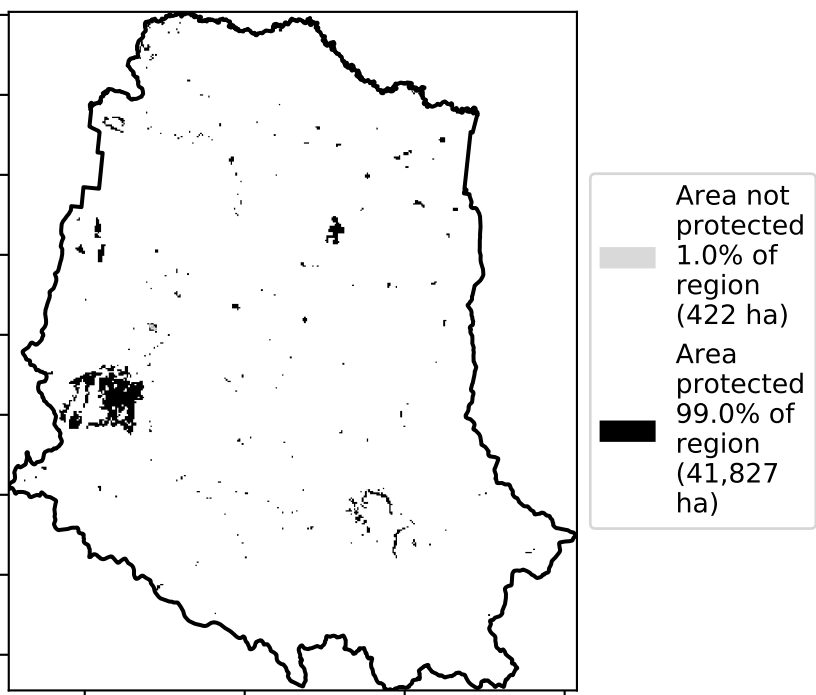 Area not
protected
1.0% of
region
(422 ha)
Area
protected
99.0% of
region
(41,827
ha)